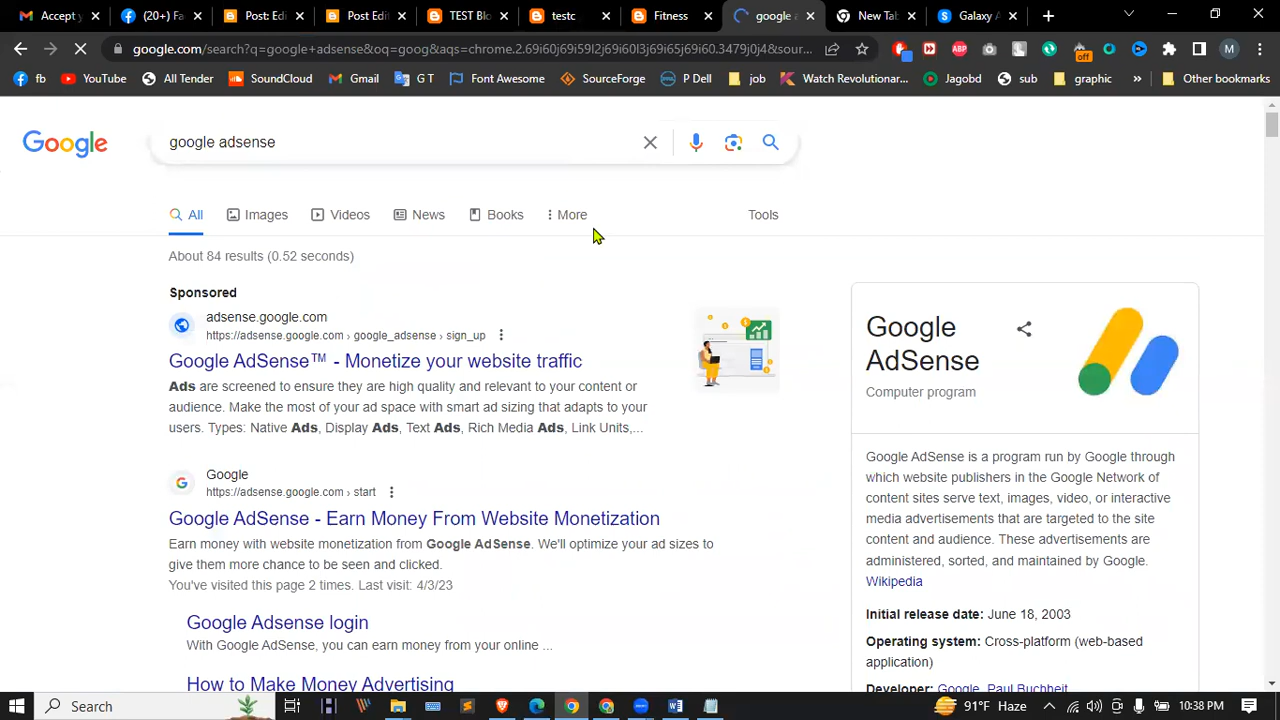 Accept y
(20+) Fa
Post: Edi
Post Edit
TEST Blo
testc
Fitness
google a
New Tab
Galaxy A
google.com/search?q=google+adsense&oq=goog&aqs=chrome.2.69i60j69i59l2j69i60l3j69i65j69i60.3479j0j4&sour...
M
fb
YouTube
All Tender
SoundCloud
Gmail
G T
Font Awesome
SourceForge
P Dell
job
Watch Revolutionar...
Jagobd
sub
graphic
»
Other bookmarks
ABP
off
Google
google adsense
All
Images
Videos
News
Books
More
Tools
About 84 results (0.52 seconds)
Sponsored
adsense.google.com
https://adsense.google.com › google_adsense › sign_up
Google AdSense™ - Monetize your website traffic
Ads are screened to ensure they are high quality and relevant to your content or
audience. Make the most of your ad space with smart ad sizing that adapts to your
users. Types: Native Ads, Display Ads, Text Ads, Rich Media Ads, Link Units,...
Google
https://adsense.google.com › start
Google AdSense - Earn Money From Website Monetization
Earn money with website monetization from Google AdSense. We'll optimize your ad sizes to
give them more chance to be seen and clicked.
You've visited this page 2 times. Last visit: 4/3/23
Google Adsense login
With Google AdSense, you can earn money from your online ...
How to Make Money Advertising
Google
AdSense
Computer program
Google AdSense is a program run by Google through
which website publishers in the Google Network of
content sites serve text, images, video, or interactive
media advertisements that are targeted to the site
content and audience. These advertisements are
administered, sorted, and maintained by Google.
Wikipedia
Initial release date: June 18, 2003
Operating system: Cross-platform (web-based
application)
Developer: Google, Paul Buchheit
Search
91°F Haze
10:38 PM